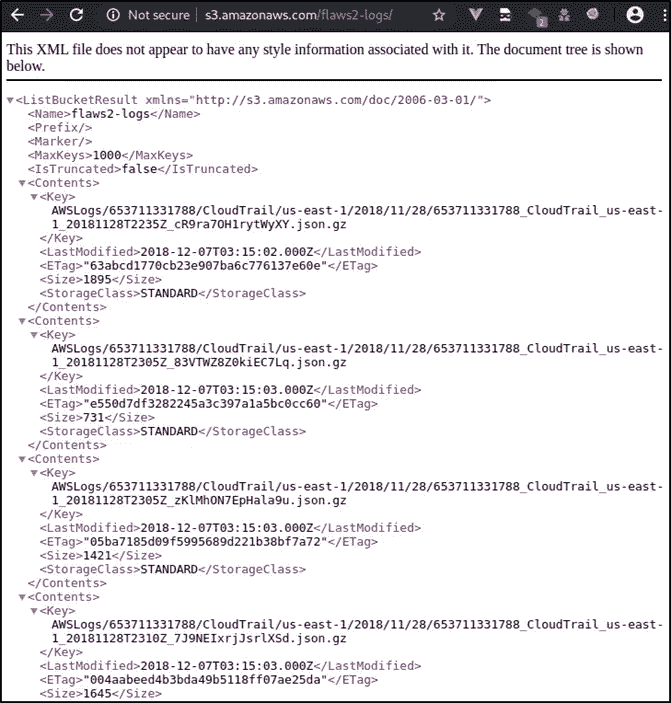 Not secure | s3.amazonaws.com/flaws2-logs/
2
This XML file does not appear to have any style information associated with it. The document tree is shown
below.
<ListBucketResult xmlns="http://s3.amazonaws.com/doc/2006-03-01/">
<Name>flaws2-logs</Name>
<Prefix/>
<Marker/>
<MaxKeys>1000</MaxKeys>
<IsTruncated>false</IsTruncated>
<Contents>
<Key>
AWSLogs/653711331788/CloudTrail/us-east-1/2018/11/28/653711331788_CloudTrail_us-east-
1_20181128T2235Z_cR9ra7OH1rytWyXY.json.gz
</Key>
<LastModified>2018-12-07T03:15:02.000Z</LastModified>
<ETag>"63abcd1770cb23e907ba6c776137e60e"</ETag>
<Size>1895</Size>
<StorageClass>STANDARD</StorageClass>
</Contents>
<Contents>
<Key>
AWSLogs/653711331788/CloudTrail/us-east-1/2018/11/28/653711331788_CloudTrail_us-east-
1_20181128T2305Z_83VTWZ8Z0kiEC7Lq.json.gz
</Key>
<LastModified>2018-12-07T03:15:03.000Z</LastModified>
<ETag>"e550d7df3282245a3c397a1a5bc0cc60"</ETag>
<Size>731</Size>
<StorageClass>STANDARD</StorageClass>
</Contents>
<Contents>
<Key>
AWSLogs/653711331788/CloudTrail/us-east-1/2018/11/28/653711331788_CloudTrail_us-east-
1_20181128T2305Z_zKlMhON7EpHala9u.json.gz
</Key>
<LastModified>2018-12-07T03:15:03.000Z</LastModified>
<ETag>"05ba7185d09f5995689d221b38bf7a72"</ETag>
<Size>1421</Size>
<StorageClass>STANDARD</StorageClass>
</Contents>
<Contents>
<Key>
AWSLogs/653711331788/CloudTrail/us-east-1/2018/11/28/653711331788_CloudTrail_us-east-
1_20181128T2310Z_7J9NEIxrjJsrlXSd.json.gz
</Key>
<LastModified>2018-12-07T03:15:03.000Z</LastModified>
<ETag>"004aabeed4b3bda49b5118ff07ae25da"</ETag>
<Size>1645</Size>